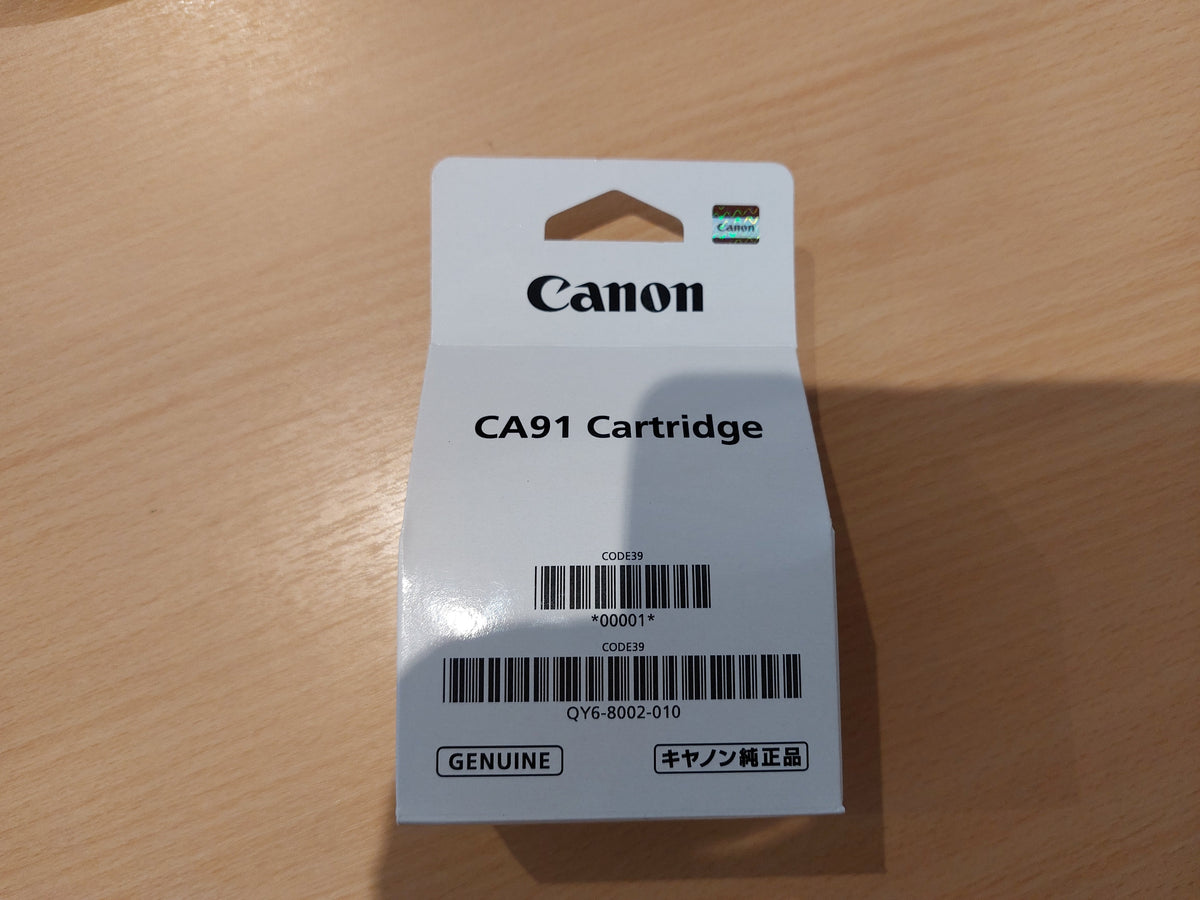 Canon
Canon
CA91 Cartridge
CODE39
*00001*
CODE39
QY6-8002-010
GENUINE
キヤノン純正品